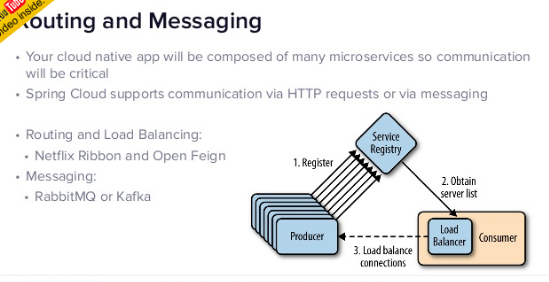 Tube
video inside!
outing and Messaging
• Your cloud native app will be composed of many microservices so communication
will be critical
• Spring Cloud supports communication via HTTP requests or via messaging
• Routing and Load Balancing:
• Netflix Ribbon and Open Feign
• Messaging:
• RabbitMQ or Kafka
Service
Registry
1. Register
2. Obtain
server list
Producer
Load
Balancer
Consumer
3. Load balance
connections